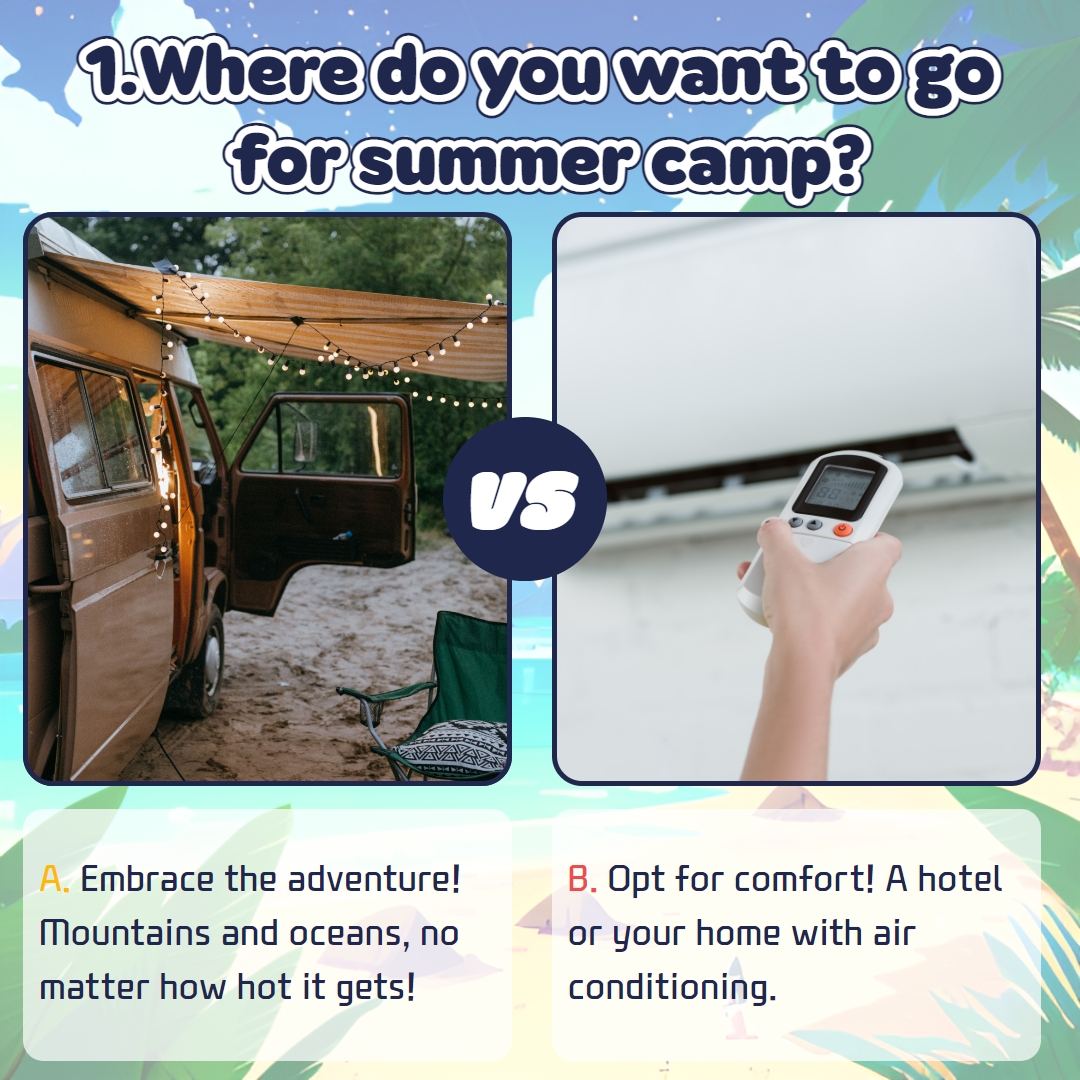 1.Where do you want to go
for summer camp?
VS
A. Embrace the adventure!
Mountains and oceans, no
matter how hot it gets!
B. Opt for comfort! A hotel
or your home with air
conditioning.